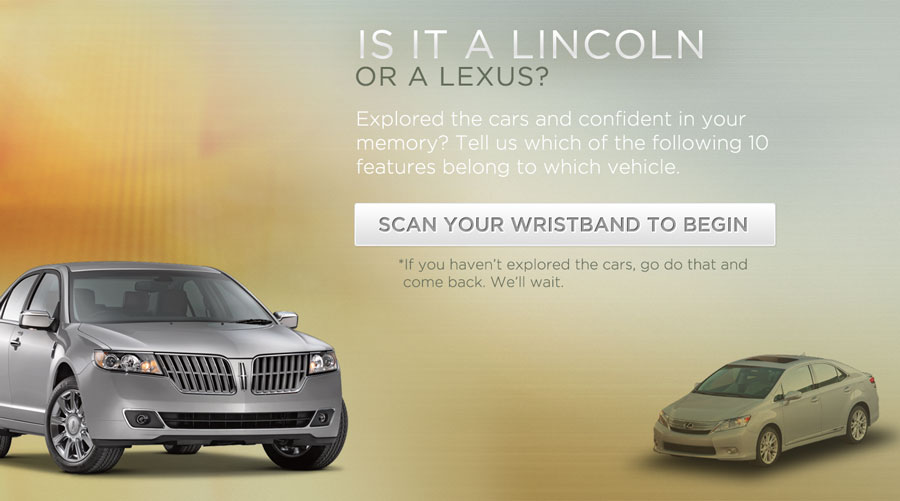 IS IT A LINCOLN
OR A LEXUS?
Explored the cars and confident in your
memory? Tell us which of the following 10
features belong to which vehicle.
SCAN YOUR WRISTBAND TO BEGIN
*If you haven't explored the cars, go do that and
come back. We'll wait.